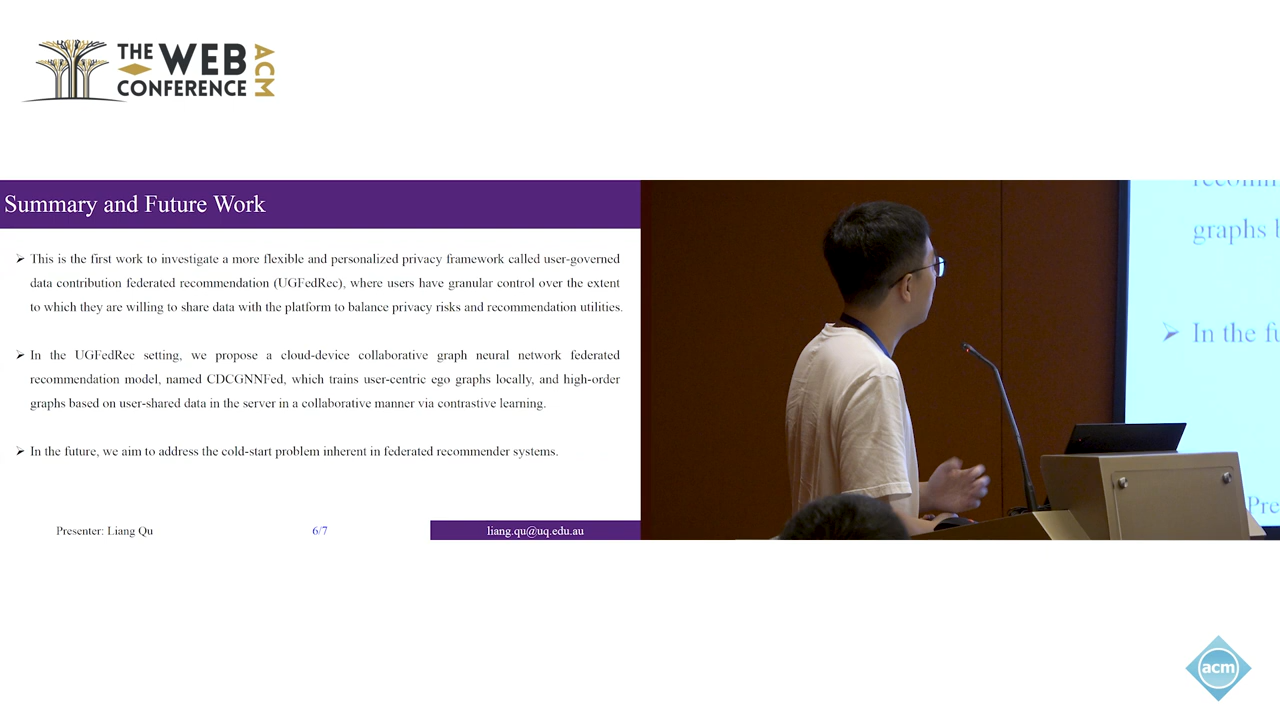 THE WEB
CONFERENCE
ACM
Summary and Future Work
➢ This is the first work to investigate a more flexible and personalized privacy framework called user-governed
data contribution federated recommendation (UGFedRec), where users have granular control over the extent
to which they are willing to share data with the platform to balance privacy risks and recommendation utilities.
➢ In the UGFedRec setting, we propose a cloud-device collaborative graph neural network federated
recommendation model, named CDCGNNFed, which trains user-centric ego graphs locally, and high-order
graphs based on user-shared data in the server in a collaborative manner via contrastive learning.
➢ In the future, we aim to address the cold-start problem inherent in federated recommender systems.
Presenter: Liang Qu
6/7
liang.qu@uq.edu.au
graphs b
➢ In the fu
Pre
acm